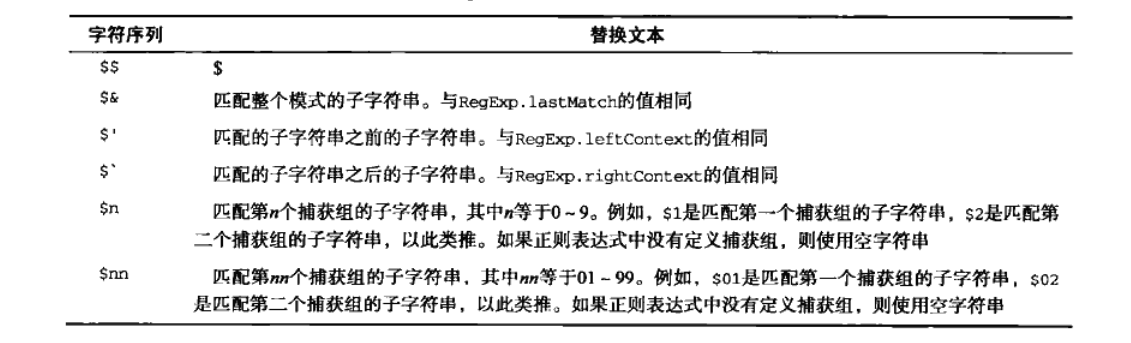 字符序列 替换文本
$$ $
$& 匹配整个模式的子字符串。与RegExp.lastMatch的值相同
$' 匹配的子字符串之前的子字符串。与RegExp.leftContext的值相同
$` 匹配的子字符串之后的子字符串。与RegExp.rightContext的值相同
$n 匹配第n个捕获组的子字符串，其中n等于0～9。例如，$1是匹配第一个捕获组的子字符串，$2是匹配第
二个捕获组的子字符串，以此类推。如果正则表达式中没有定义捕获组，则使用空字符串
$nn 匹配第nn个捕获组的子字符串，其中nn等于01～99。例如，$01是匹配第一个捕获组的子字符串，$02
是匹配第二个捕获组的子字符串，以此类推。如果正则表达式中没有定义捕获组，则使用空字符串